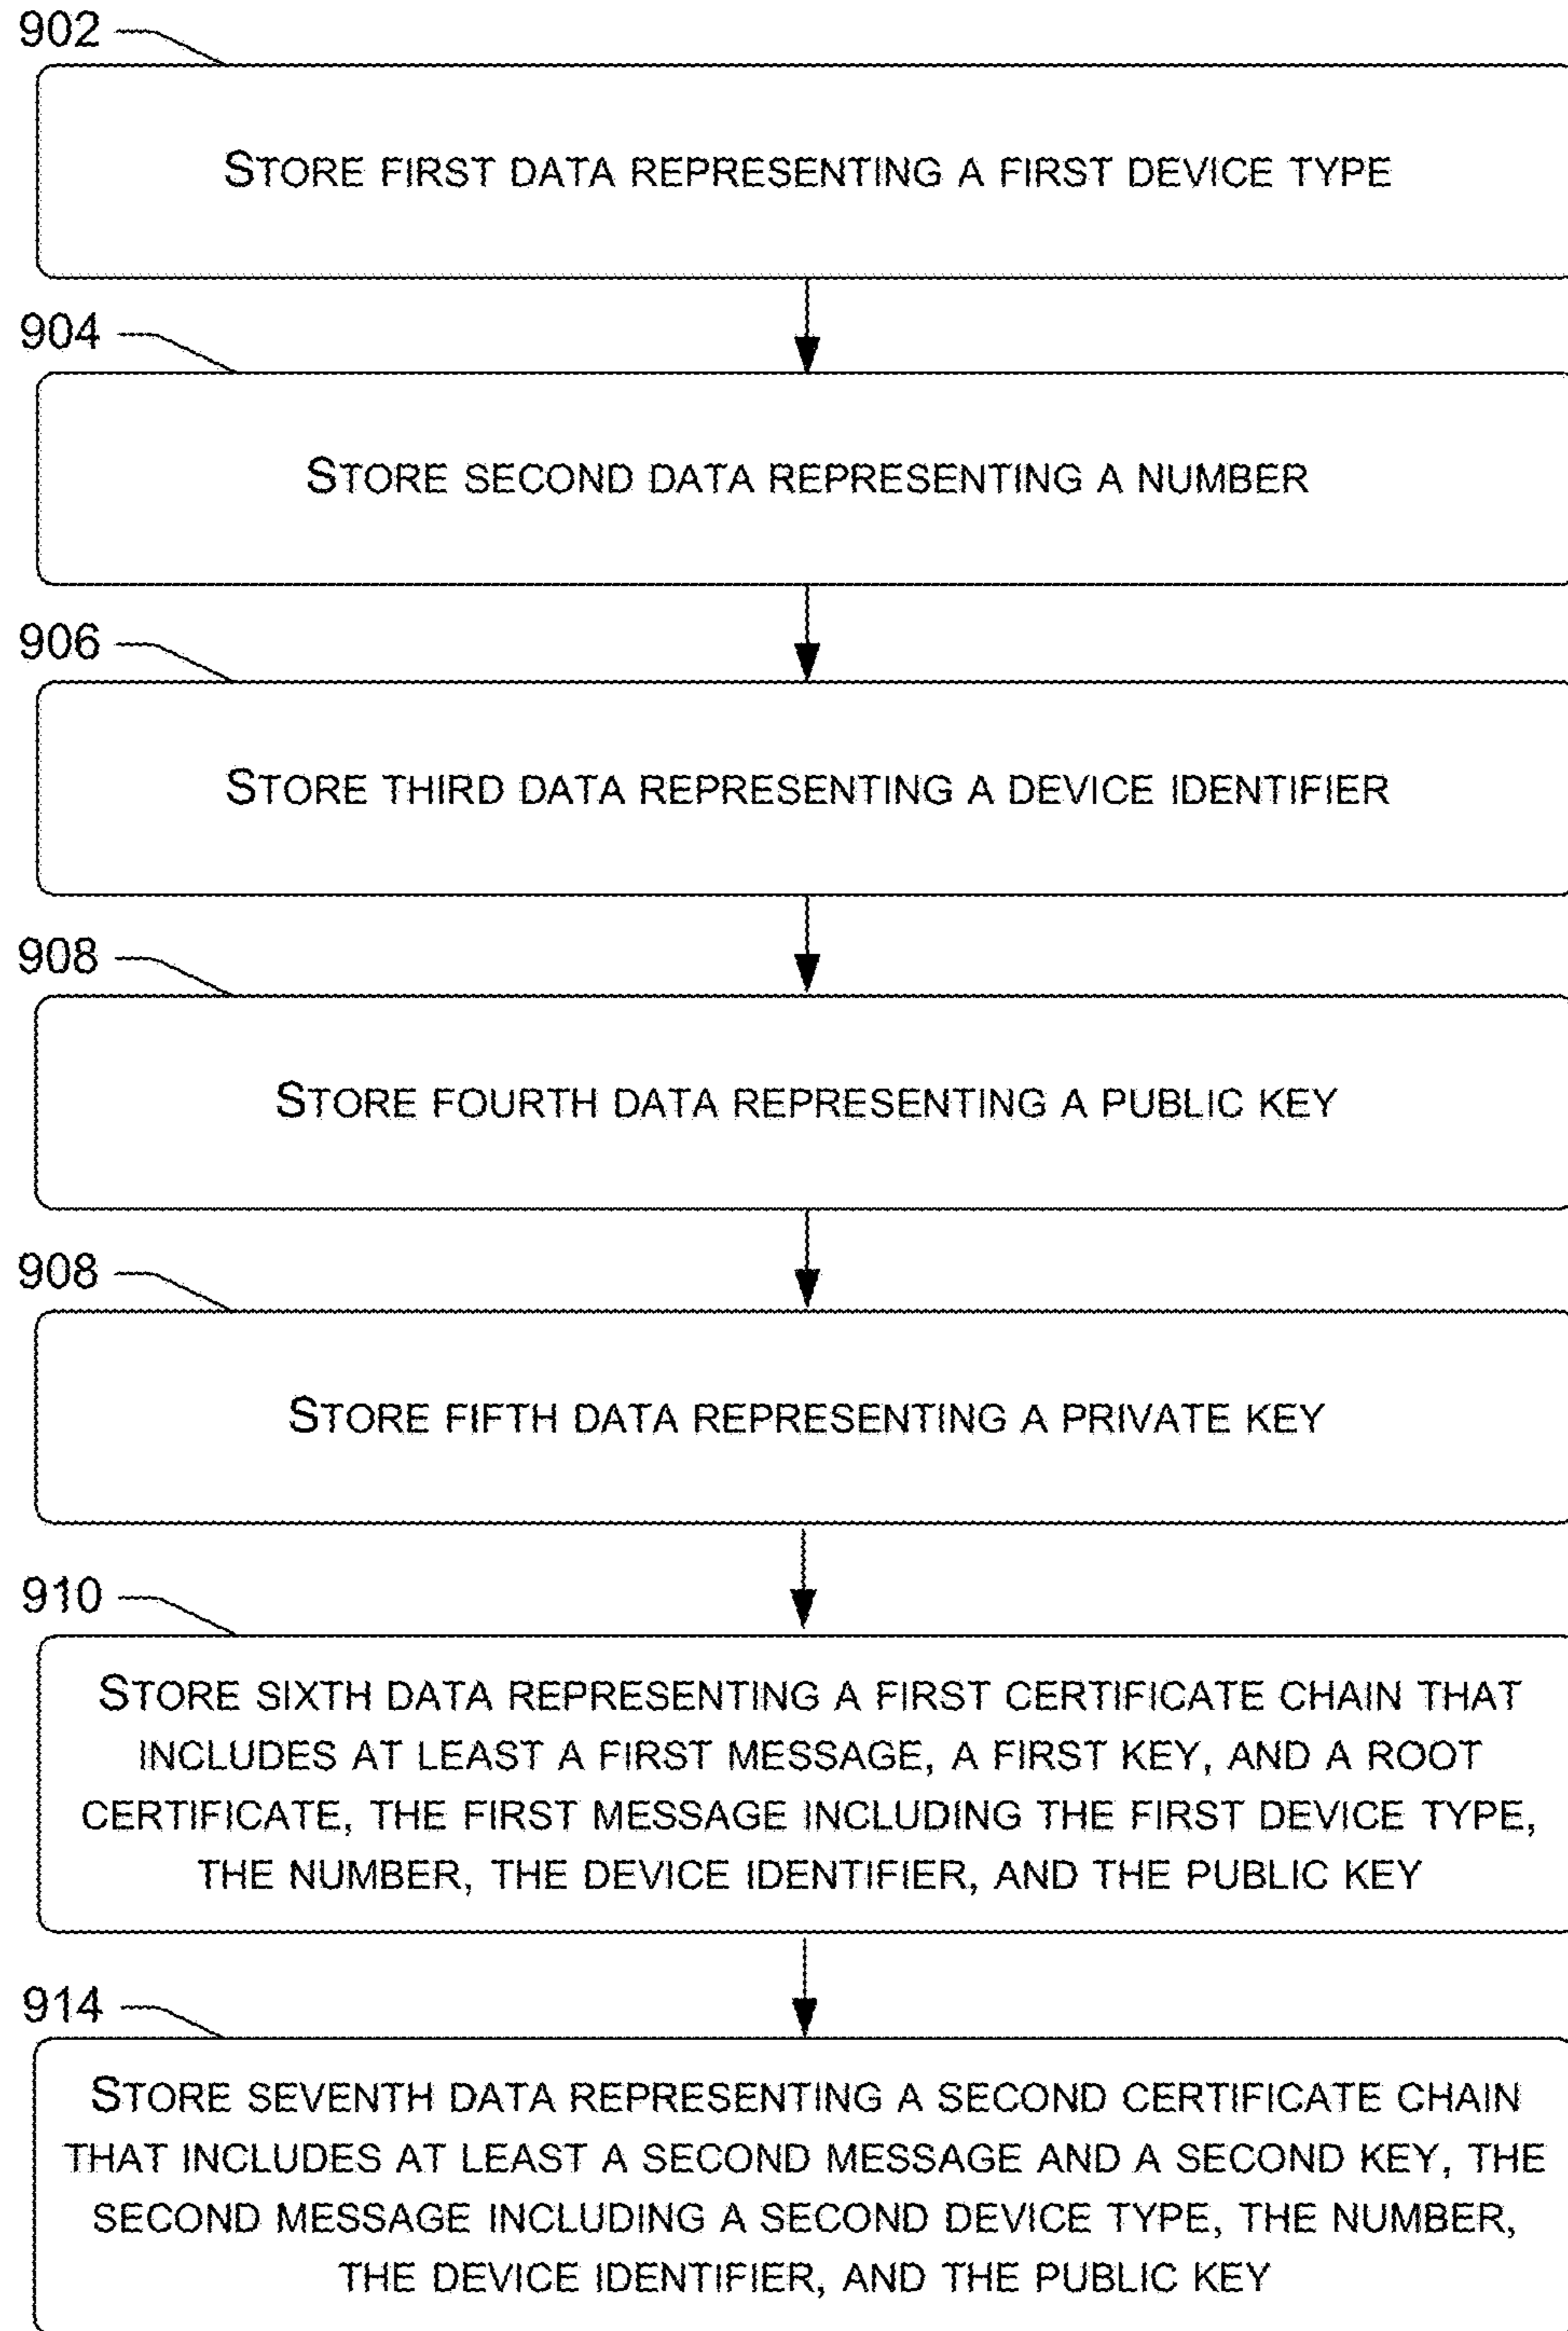 902
STORE FIRST DATA REPRESENTING A FIRST DEVICE TYPE
904
STORE SECOND DATA REPRESENTING A NUMBER
906
STORE THIRD DATA REPRESENTING A DEVICE IDENTIFIER
908
STORE FOURTH DATA REPRESENTING A PUBLIC KEY
908
STORE FIFTH DATA REPRESENTING A PRIVATE KEY
910
STORE SIXTH DATA REPRESENTING A FIRST CERTIFICATE CHAIN THAT
INCLUDES AT LEAST A FIRST MESSAGE, A FIRST KEY, AND A ROOT
CERTIFICATE, THE FIRST MESSAGE INCLUDING THE FIRST DEVICE TYPE,
THE NUMBER, THE DEVICE IDENTIFIER, AND THE PUBLIC KEY
914
STORE SEVENTH DATA REPRESENTING A SECOND CERTIFICATE CHAIN
THAT INCLUDES AT LEAST A SECOND MESSAGE AND A SECOND KEY, THE
SECOND MESSAGE INCLUDING A SECOND DEVICE TYPE, THE NUMBER,
THE DEVICE IDENTIFIER, AND THE PUBLIC KEY